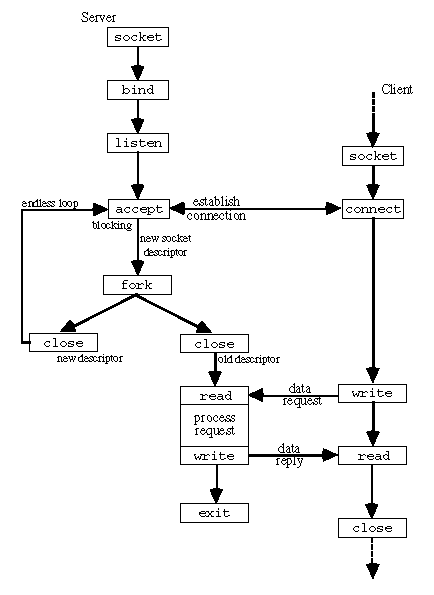 Server
socket
bind
Client
listen
socket
endless loop
accept
establish
connection
connect
blocking
new socket
descriptor
fork
close
new descriptor
close
old descriptor
read
data
request
write
process
request
write
data
reply
read
exit
close